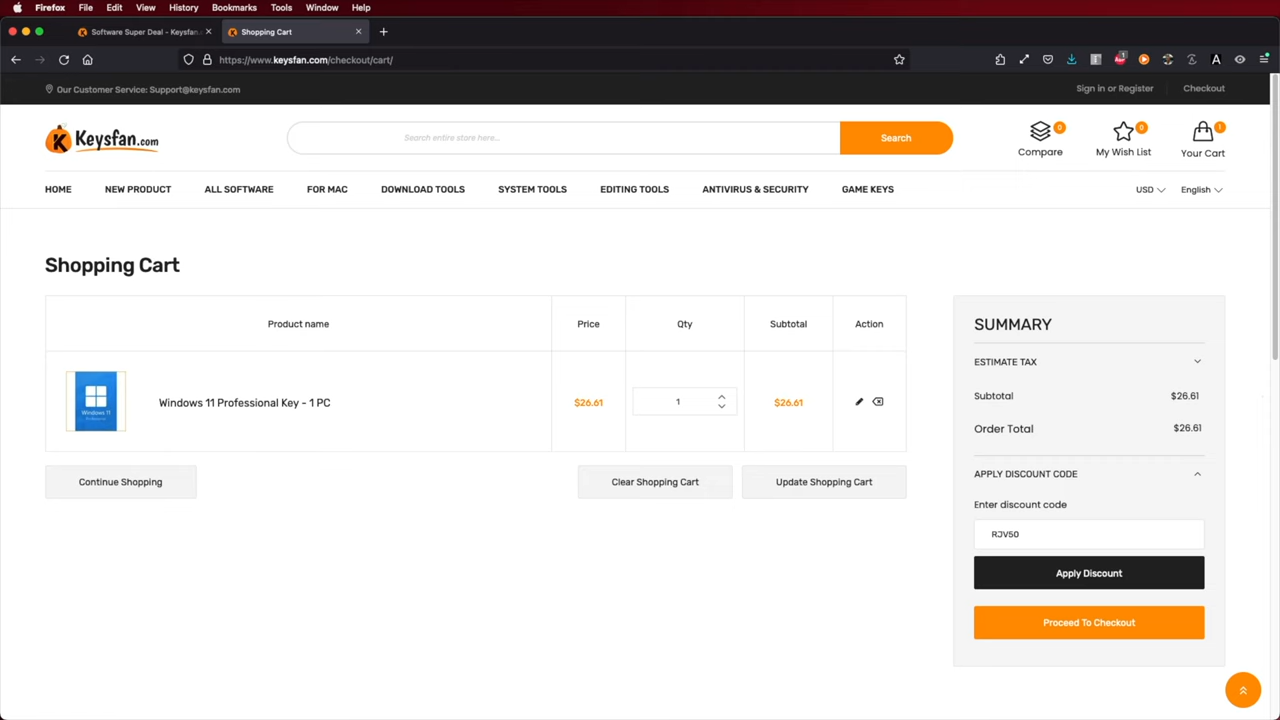 Firefox File Edit View History Bookmarks Tools Window Help
Software Super Deal - Keysfan.
Shopping Cart
https://www.keysfan.com/checkout/cart/
Our Customer Service: Support@keysfan.com
Sign in or Register
Checkout
Keysfan.com
Search entire store here...
Search
0
Compare
0
My Wish List
1
Your Cart
HOME NEW PRODUCT ALL SOFTWARE FOR MAC DOWNLOAD TOOLS SYSTEM TOOLS EDITING TOOLS ANTIVIRUS & SECURITY GAME KEYS
USD English
Shopping Cart
Product name Price Qty Subtotal Action
Windows 11
Windows 11 Professional Key - 1 PC $26.61 1 $26.61
Continue Shopping Clear Shopping Cart Update Shopping Cart
SUMMARY
ESTIMATE TAX
Subtotal $26.61
Order Total $26.61
APPLY DISCOUNT CODE
Enter discount code
RJV50
Apply Discount
Proceed To Checkout